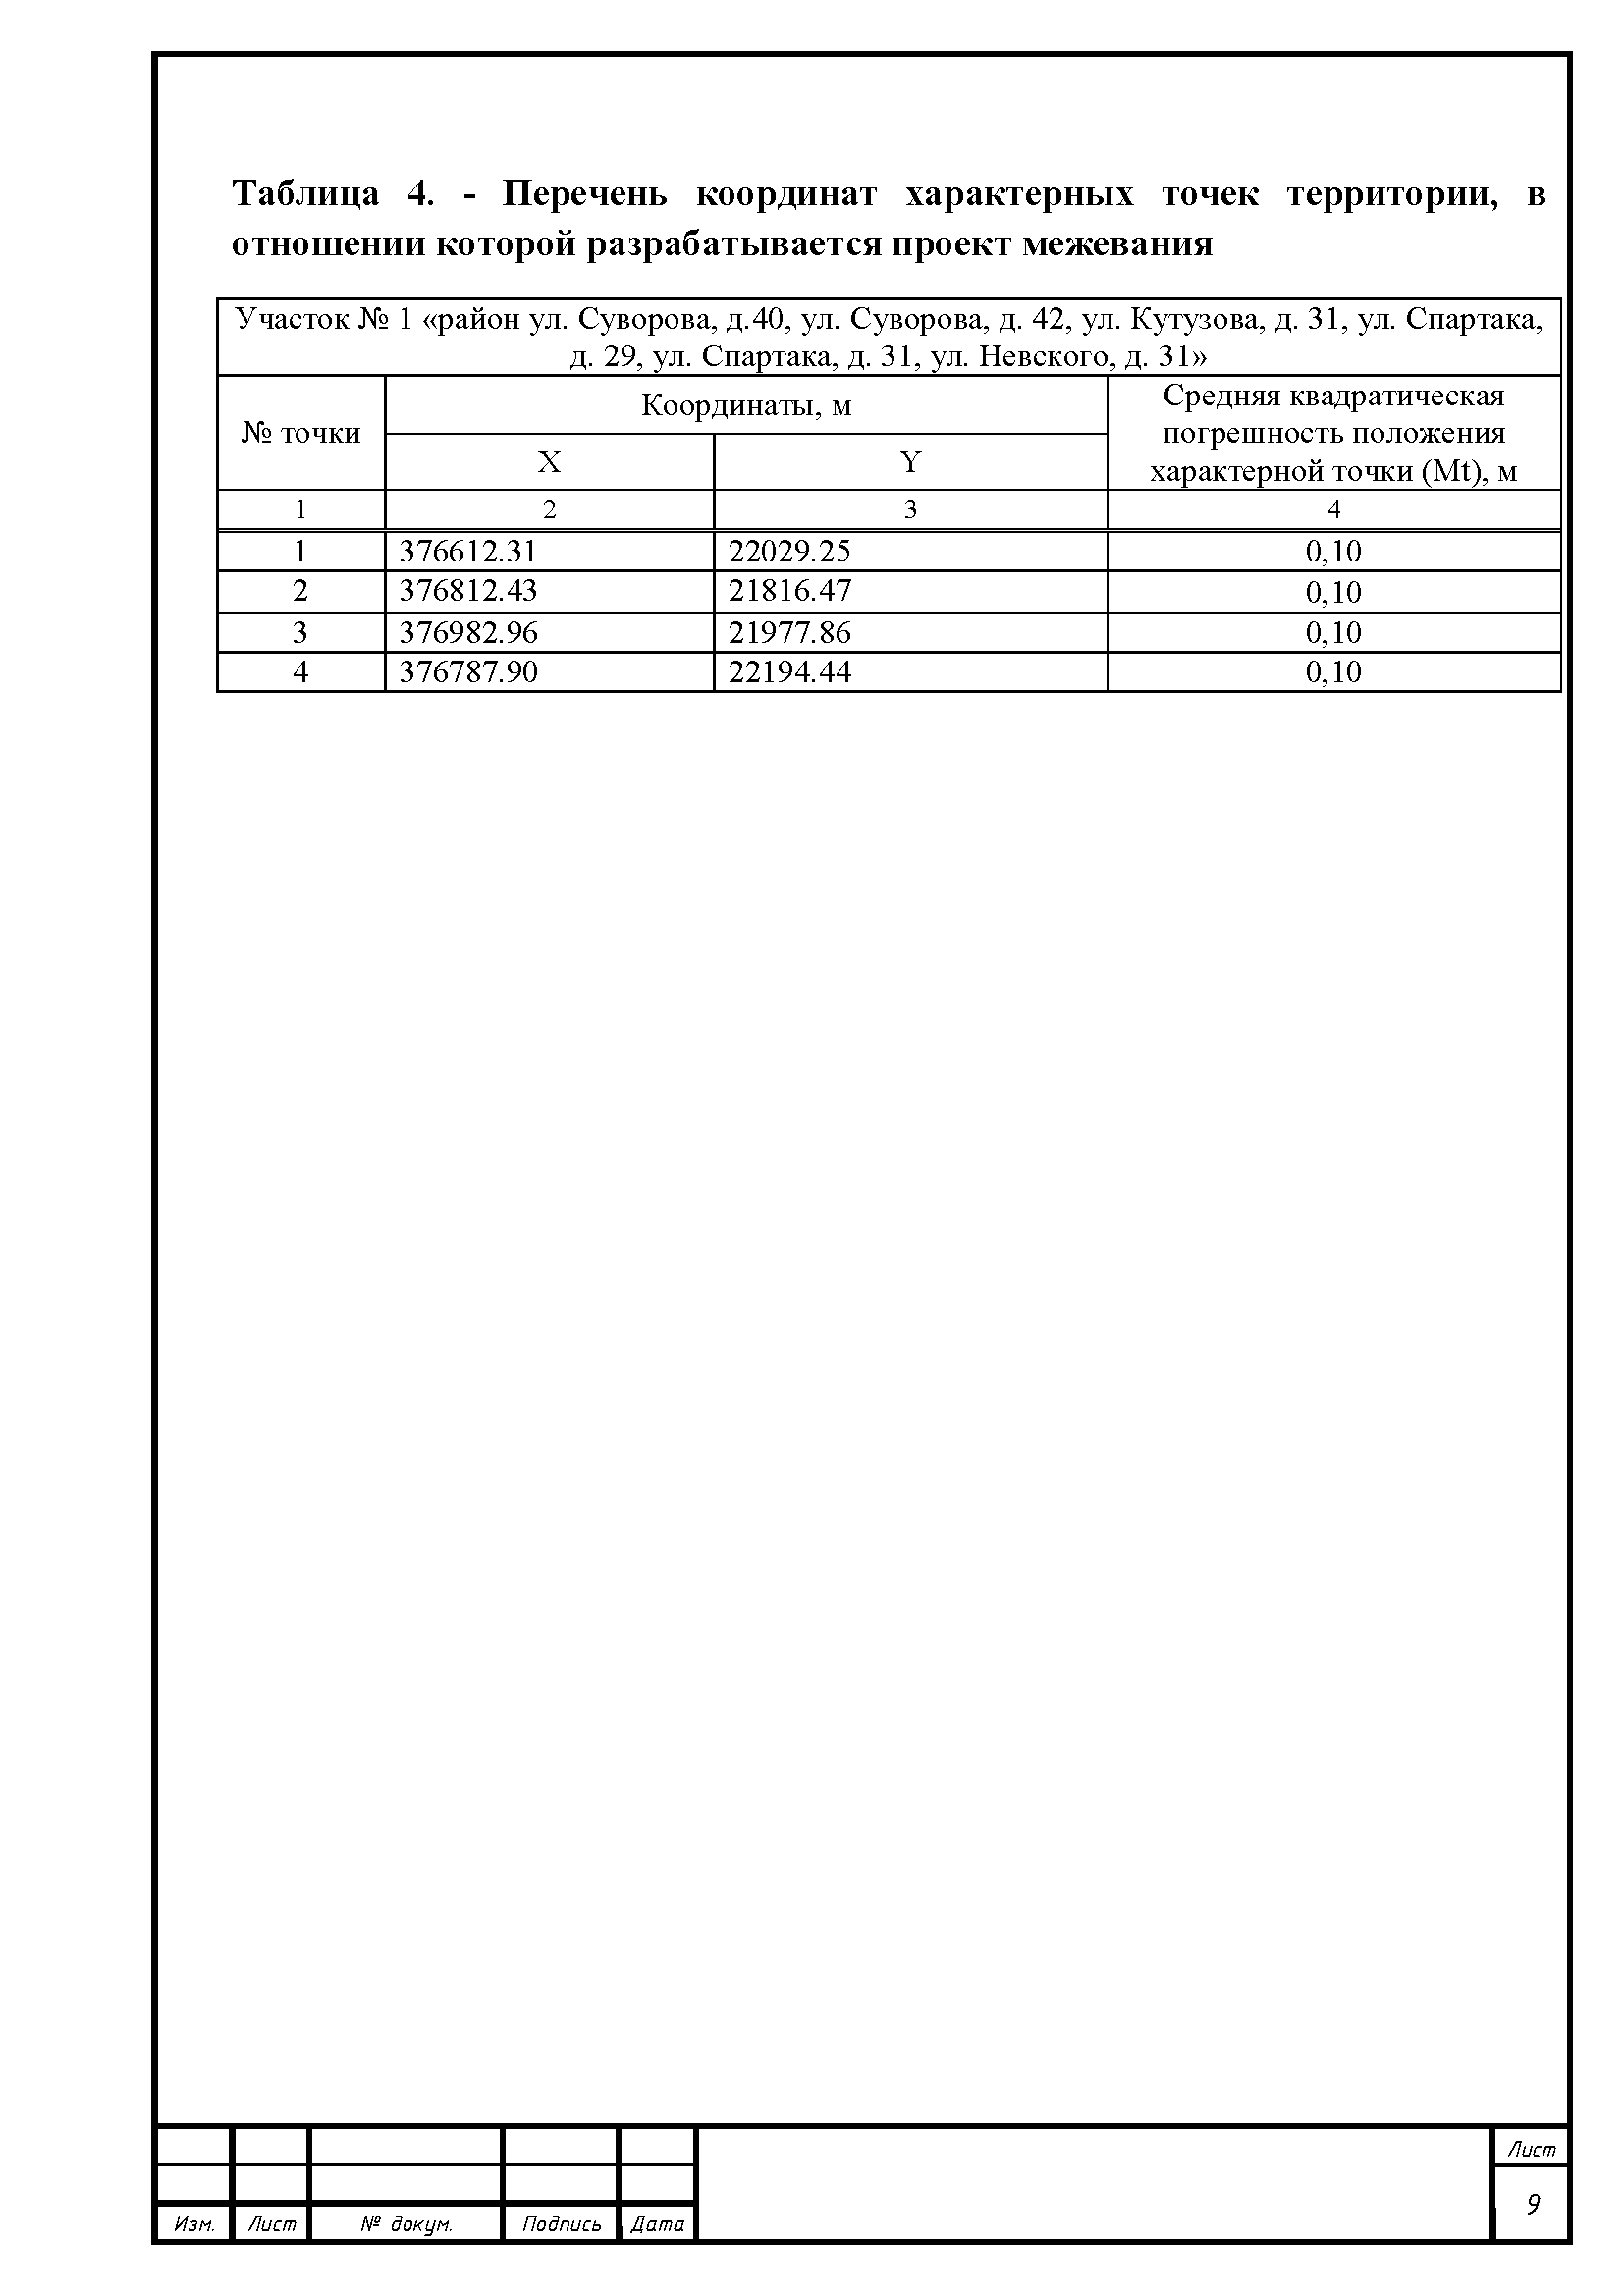 Таблица 4. - Перечень координат характерных точек территории, в
отношении которой разрабатывается проект межевания
Участок № 1 «район ул. Суворова, д.40, ул. Суворова, д. 42, ул. Кутузова, д. 31, ул. Спартака,
д. 29, ул. Спартака, д. 31, ул. Невского, д. 31»
№ точки
Координаты, м
X
Y
Средняя квадратическая
погрешность положения
характерной точки (Mt), м
1 2 3 4
1 376612.31 22029.25 0,10
2 376812.43 21816.47 0,10
3 376982.96 21977.86 0,10
4 376787.90 22194.44 0,10
Лист
9
Изм. Лист № докум. Подпись Дата